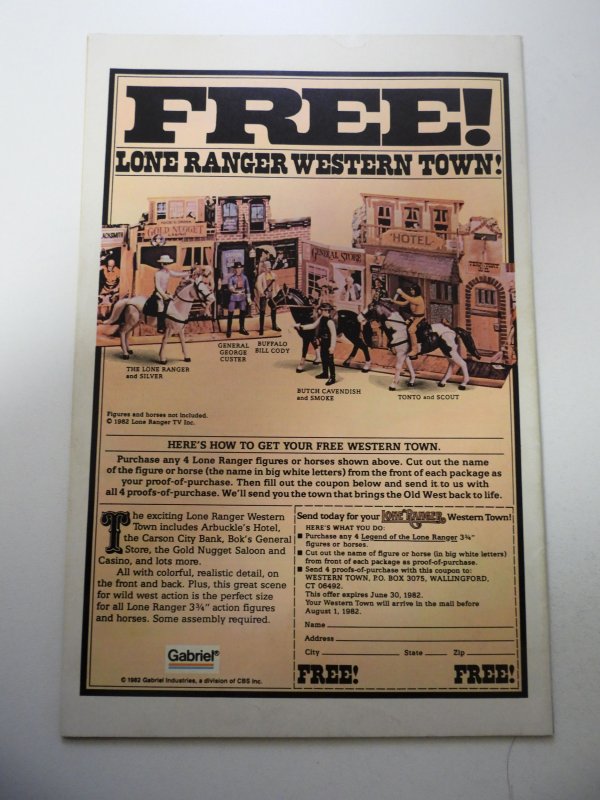 FREE!
LONE RANGER WESTERN TOWN!
GOLD NUGGET
GENERAL STORE
HOTEL
THE LONE RANGER
and SILVER
GENERAL
GEORGE
CUSTER
BUFFALO
BILL CODY
BUTCH CAVENDISH
and SMOKE
TONTO and SCOUT
Figures and horses not included.
© 1982 Lone Ranger TV Inc.
HERE'S HOW TO GET YOUR FREE WESTERN TOWN.
Purchase any 4 Lone Ranger figures or horses shown above. Cut out the name
of the figure or horse (the name in big white letters) from the front of each package as
your proof-of-purchase. Then fill out the coupon below and send it to us with
all 4 proofs-of-purchase. We'll send you the town that brings the Old West back to life.
The exciting Lone Ranger Western
Town includes Arbuckle's Hotel,
the Carson City Bank, Bok's General
Store, the Gold Nugget Saloon and
Casino, and lots more.
All with colorful, realistic detail, on
the front and back. Plus, this great scene
for wild west action is the perfect size
for all Lone Ranger 3¾" action figures
and horses. Some assembly required.
Gabriel®
© 1982 Gabriel Industries, a division of CBS Inc.
Send today for your LONE RANGER Western Town!
HERE'S WHAT YOU DO:
■ Purchase any 4 Legend of the Lone Ranger 3¾"
figures or horses.
■ Cut out name of figure or horse (in big white letters)
from front of each package as proof-of-purchase.
■ Send 4 proofs-of-purchase with this coupon to:
WESTERN TOWN, P.O. BOX 3075, WALLINGFORD,
CT 06492.
This offer expires June 30, 1982.
Your Western Town will arrive in the mail before
August 1, 1982.
Name
Address
City State Zip
FREE! FREE!